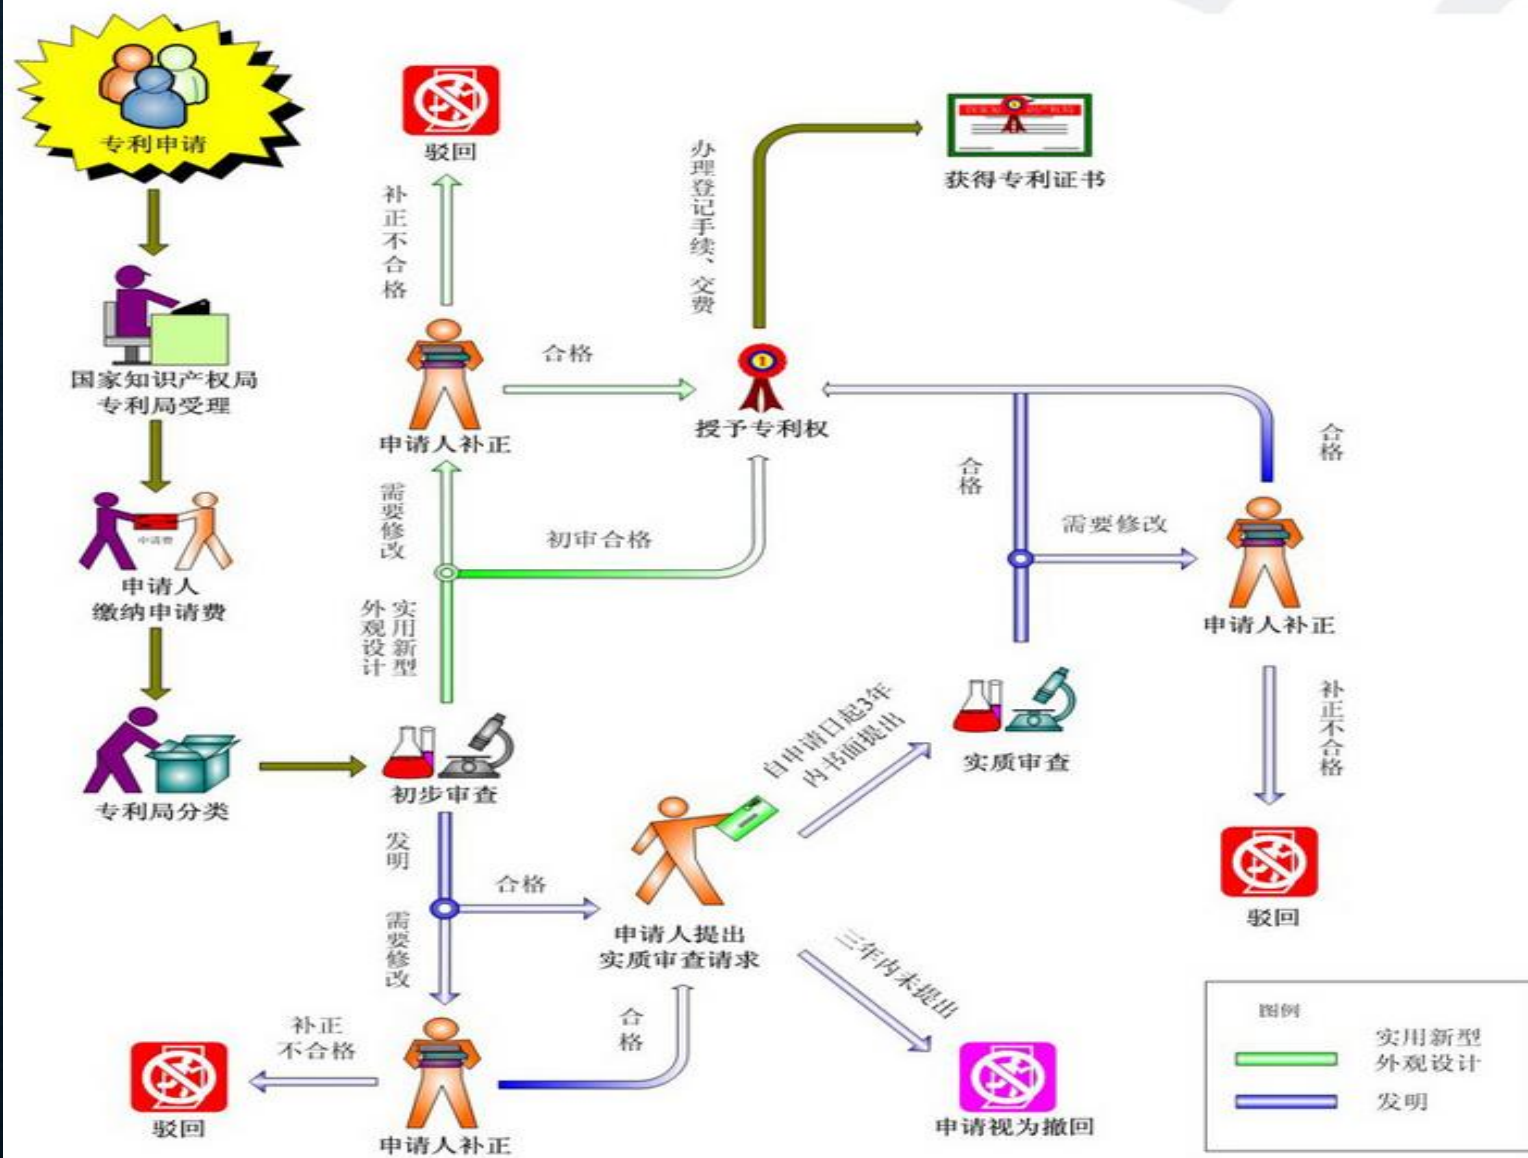 专利申请
国家知识产权局
专利局受理
申请费
申请人
缴纳申请费
专利局分类
驳回
补正不合格
申请人补正
合格
需要修改
初审合格
实用新型
外观设计
初步审查
发明
合格
需要修改
补正
不合格
驳回
申请人补正
合格
办理登记手续、交费
获得专利证书
授予专利权
申请人提出
实质审查请求
自申请日起3年
内书面提出
三年内未提出
申请视为撤回
实质审查
合格
需要修改
合格
申请人补正
补正不合格
驳回
图例
实用新型
外观设计
发明